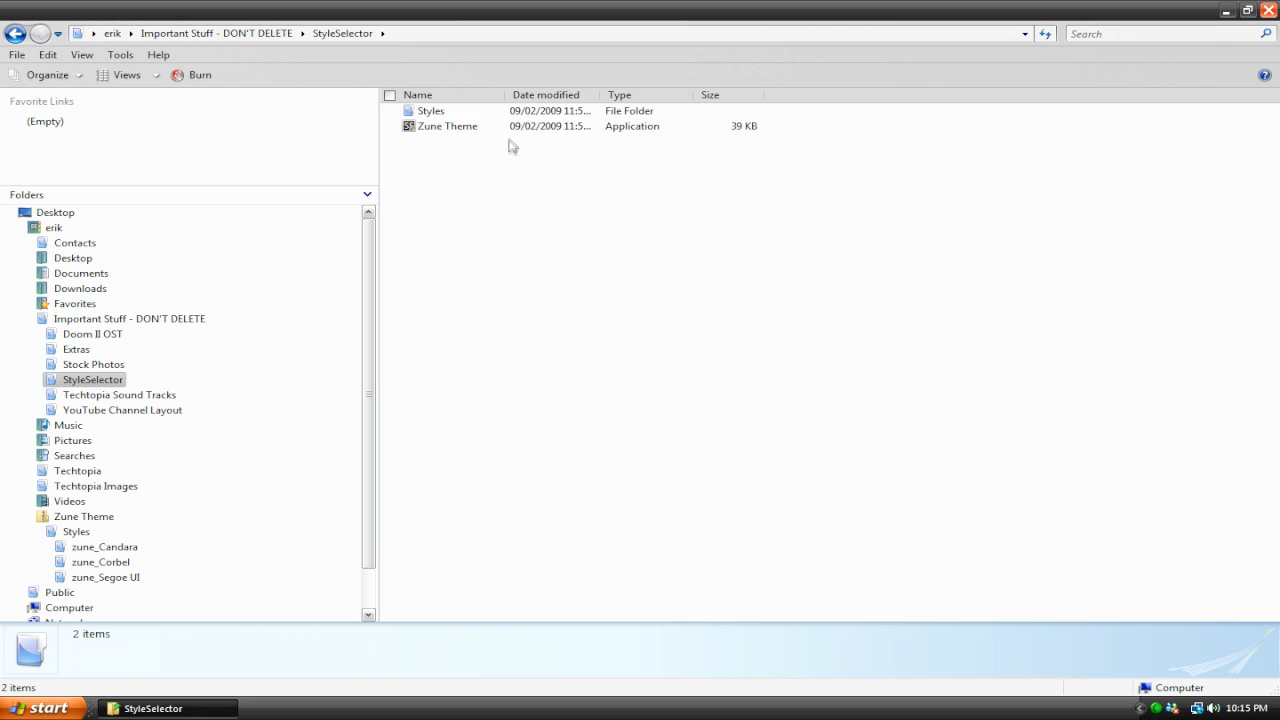 erik Important Stuff - DON'T DELETE StyleSelector Search
File Edit View Tools Help
Organize Views Burn
Favorite Links
(Empty)
Folders
Desktop
erik
Contacts
Desktop
Documents
Downloads
Favorites
Important Stuff - DON'T DELETE
Doom II OST
Extras
Stock Photos
StyleSelector
Techtopia Sound Tracks
YouTube Channel Layout
Music
Pictures
Searches
Techtopia
Techtopia Images
Videos
Zune Theme
Styles
zune_Candara
zune_Corbel
zune_Segoe UI
Public
Computer
Name Date modified Type Size
Styles 09/02/2009 11:5... File Folder
Zune Theme 09/02/2009 11:5... Application 39 KB
2 items
2 items Computer
start StyleSelector 10:15 PM